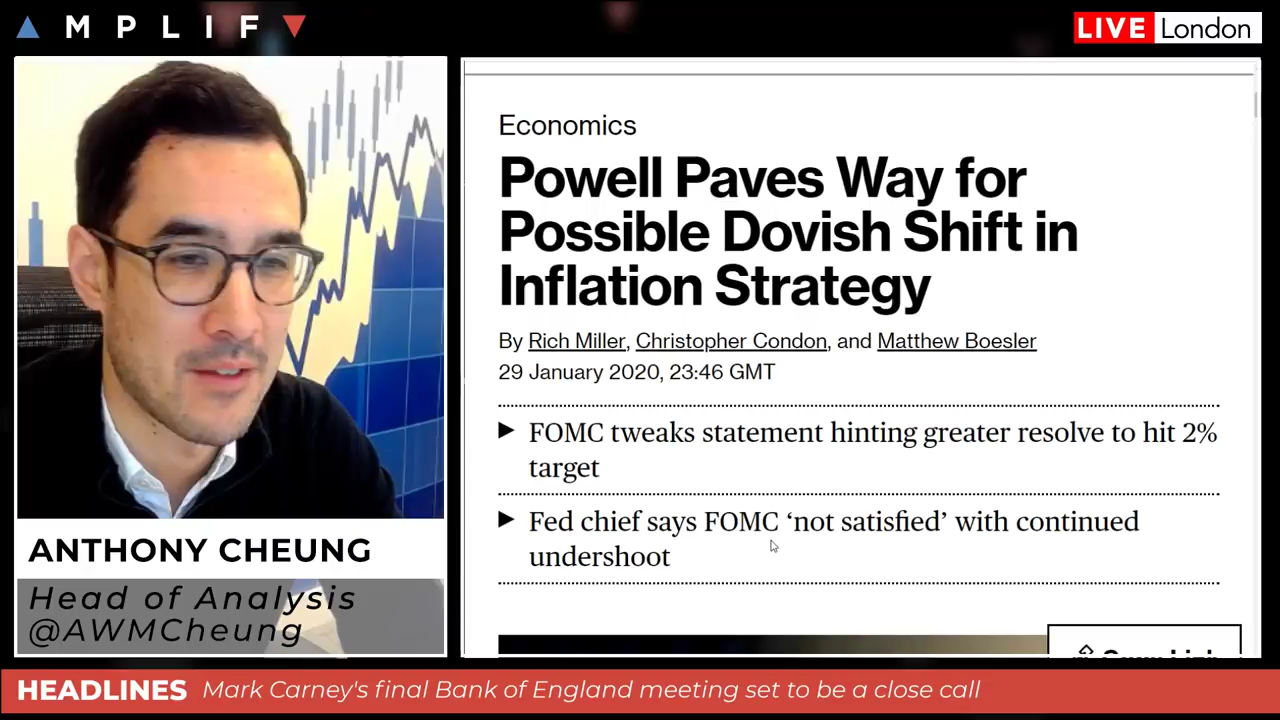 AMPLIFY
LIVE London
Economics
Powell Paves Way for
Possible Dovish Shift in
Inflation Strategy
By Rich Miller, Christopher Condon, and Matthew Boesler
29 January 2020, 23:46 GMT
FOMC tweaks statement hinting greater resolve to hit 2%
target
Fed chief says FOMC ‘not satisfied’ with continued
undershoot
ANTHONY CHEUNG
Head of Analysis
@AWMCheung
HEADLINES Mark Carney's final Bank of England meeting set to be a close call